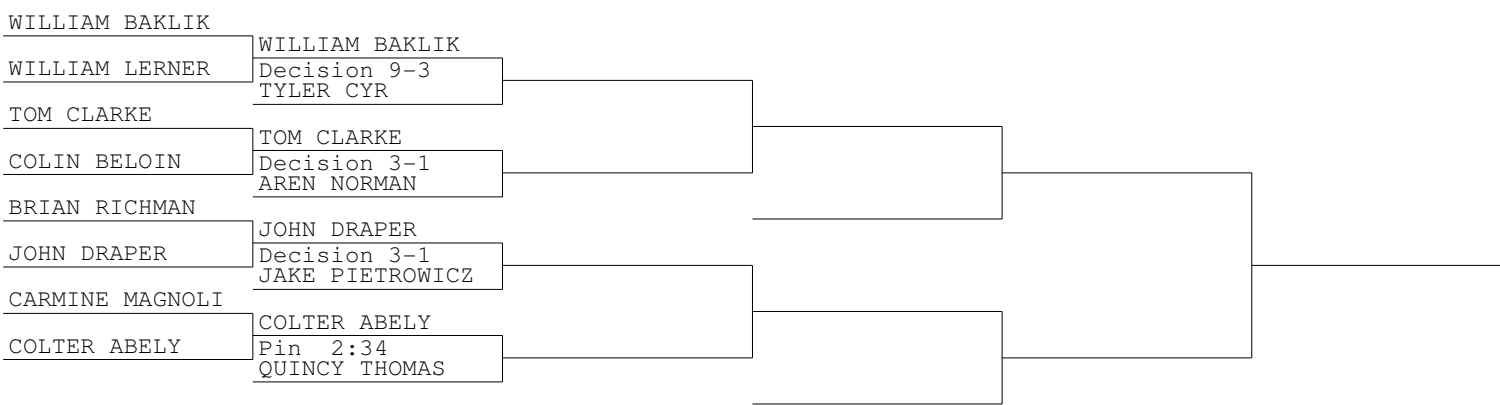 WILLIAM BAKLIK
WILLIAM LERNER
TOM CLARKE
COLIN BELOIN
BRIAN RICHMAN
JOHN DRAPER
CARMINE MAGNOLI
COLTER ABELY
WILLIAM BAKLIK
Decision 9-3
TYLER CYR
TOM CLARKE
Decision 3-1
AREN NORMAN
JOHN DRAPER
Decision 3-1
JAKE PIETROWICZ
COLTER ABELY
Pin  2:34
QUINCY THOMAS